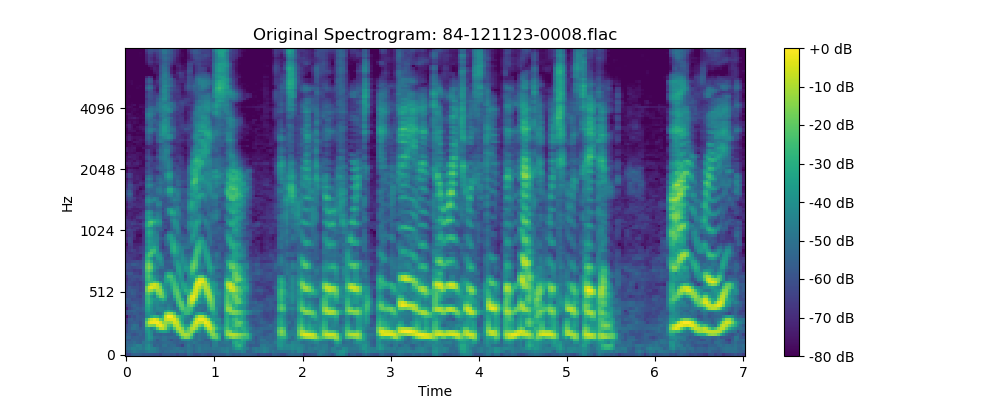 Original Spectrogram: 84-121123-0008.flac
Hz
4096
2048
1024
512
0
0 1 2 3 4 5 6 7
Time
+0 dB
-10 dB
-20 dB
-30 dB
-40 dB
-50 dB
-60 dB
-70 dB
-80 dB